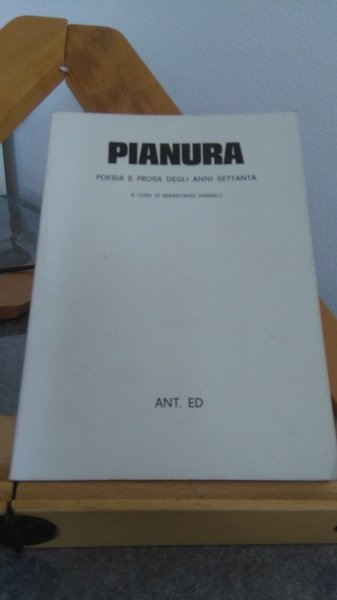 PIANURA
POESIA E PROSA DEGLI ANNI SETTANTA
A CURA DI SEBASTIANO VASSALLI
ANT. ED